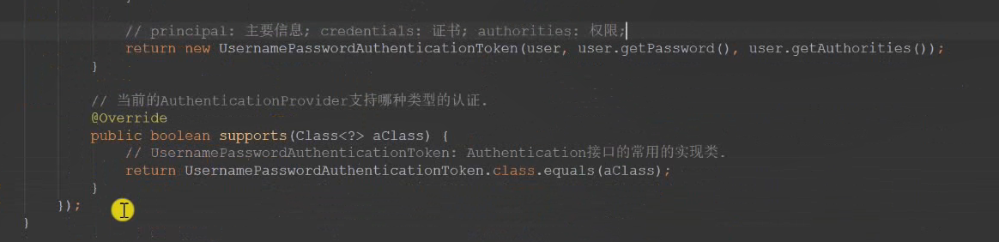 }
// principal: 主要信息; credentials: 证书; authorities: 权限;
return new UsernamePasswordAuthenticationToken(user, user.getPassword(), user.getAuthorities());
}
// 当前的AuthenticationProvider支持哪种类型的认证.
@Override
public boolean supports(Class<?> aClass) {
// UsernamePasswordAuthenticationToken: Authentication接口的常用的实现类.
return UsernamePasswordAuthenticationToken.class.equals(aClass);
}
});
}